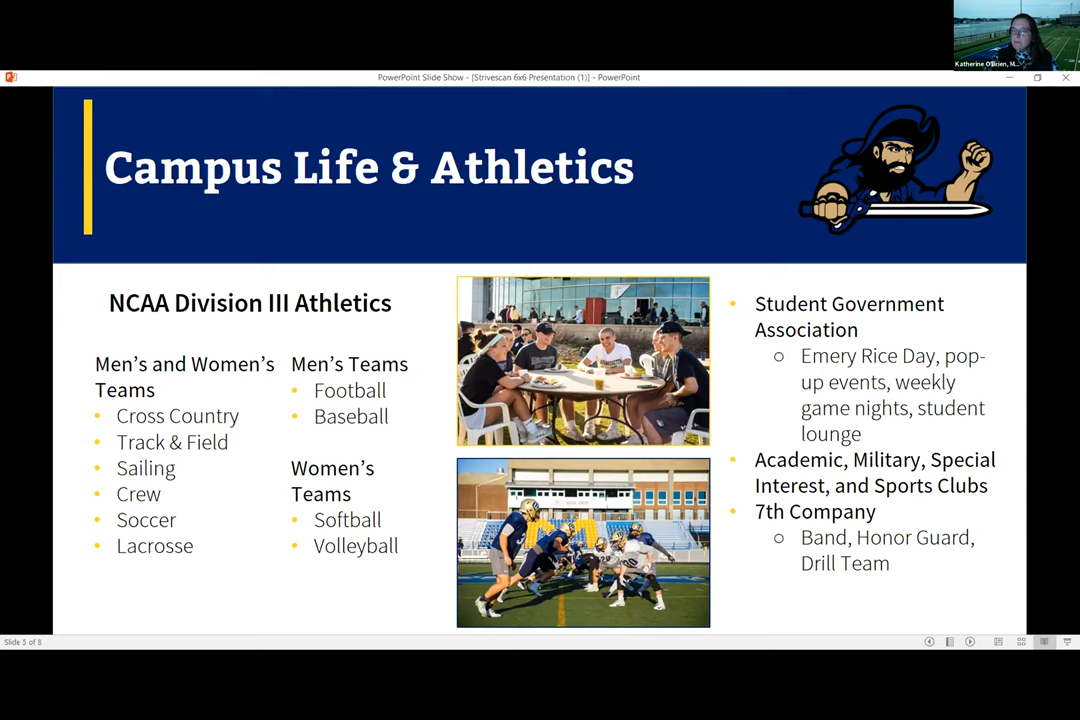 Katherine O'Brien, M...
PowerPoint Slide Show - [Strivescan 6x6 Presentation (1)] - PowerPoint
Campus Life & Athletics
NCAA Division III Athletics
Men's and Women's
Teams
• Cross Country
• Track & Field
• Sailing
• Crew
• Soccer
• Lacrosse
Men's Teams
• Football
• Baseball
Women's
Teams
• Softball
• Volleyball
• Student Government
Association
○ Emery Rice Day, pop-
up events, weekly
game nights, student
lounge
• Academic, Military, Special
Interest, and Sports Clubs
• 7th Company
○ Band, Honor Guard,
Drill Team
Slide 5 of 8